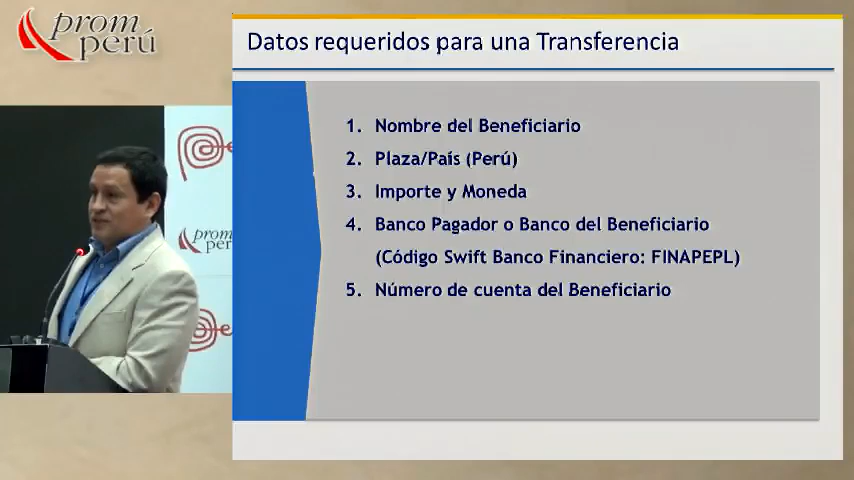 prom
perú
Datos requeridos para una Transferencia
1. Nombre del Beneficiario
2. Plaza/País (Perú)
3. Importe y Moneda
4. Banco Pagador o Banco del Beneficiario
(Código Swift Banco Financiero: FINAPEPL)
5. Número de cuenta del Beneficiario
prom
per